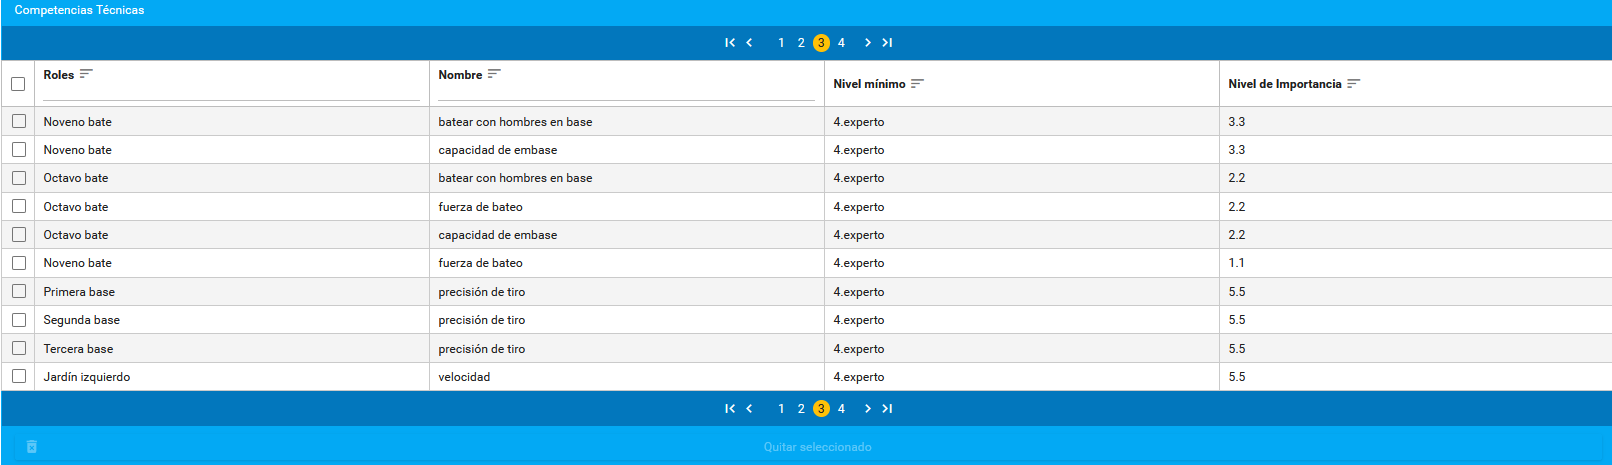 Competencias Técnicas
1 2 3 4
Roles Nombre Nivel mínimo Nivel de Importancia
Noveno bate batear con hombres en base 4.experto 3.3
Noveno bate capacidad de embase 4.experto 3.3
Octavo bate batear con hombres en base 4.experto 2.2
Octavo bate fuerza de bateo 4.experto 2.2
Octavo bate capacidad de embase 4.experto 2.2
Noveno bate fuerza de bateo 4.experto 1.1
Primera base precisión de tiro 4.experto 5.5
Segunda base precisión de tiro 4.experto 5.5
Tercera base precisión de tiro 4.experto 5.5
Jardín izquierdo velocidad 4.experto 5.5
1 2 3 4
Quitar seleccionado